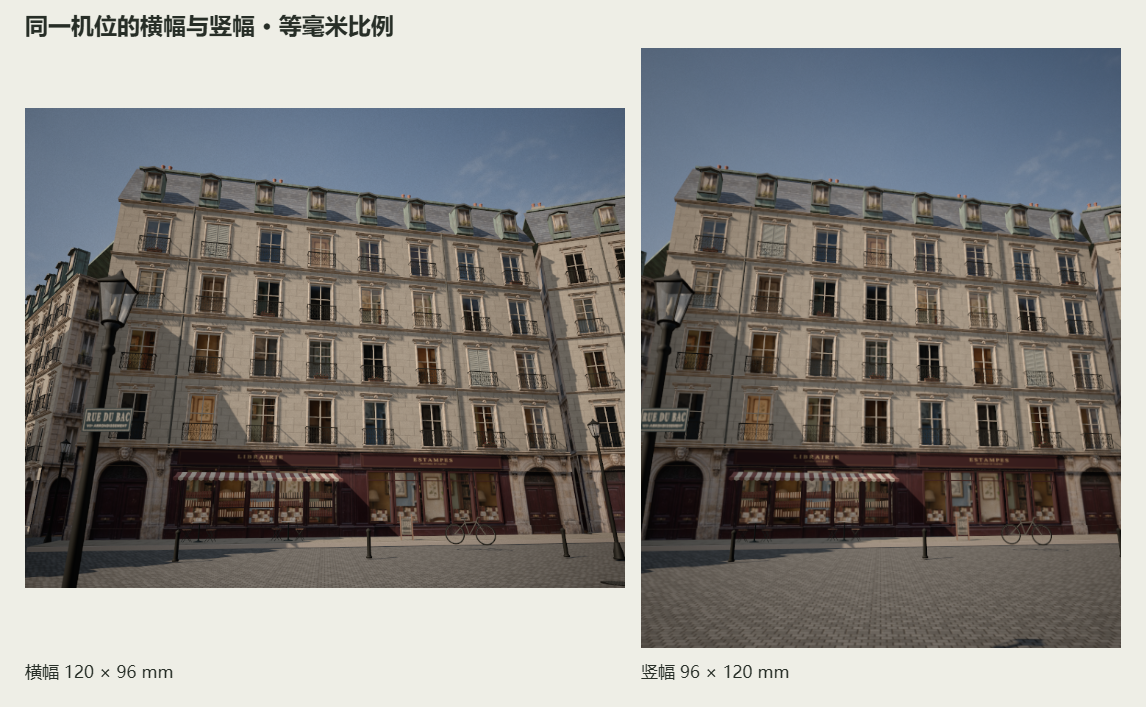 同一机位的横幅与竖幅 • 等毫米比例
RUE DU BAC
LIBRAIRIE
ESTAMPES
RUE DU BAC
LIBRAIRIE
ESTAMPES
横幅 120 × 96 mm
竖幅 96 × 120 mm